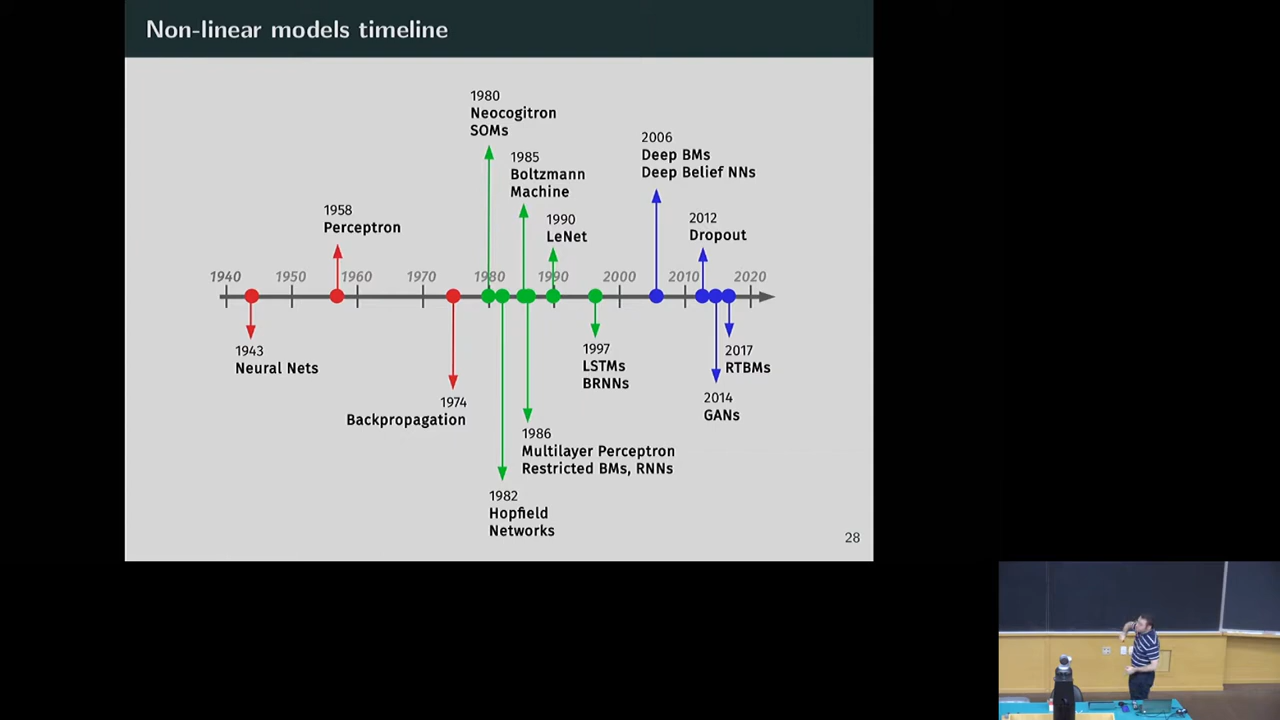 Non-linear models timeline
1980
Neocogitron
SOMs
2006
Deep BMs
Deep Belief NNs
1985
Boltzmann
Machine
1958
Perceptron
1990
LeNet
2012
Dropout
1940 1950 1960 1970 1980 1990 2000 2010 2020
1943
Neural Nets
1997
LSTMs
BRNNs
2017
RTBMs
1974
Backpropagation
2014
GANs
1986
Multilayer Perceptron
Restricted BMs, RNNs
1982
Hopfield
Networks
28